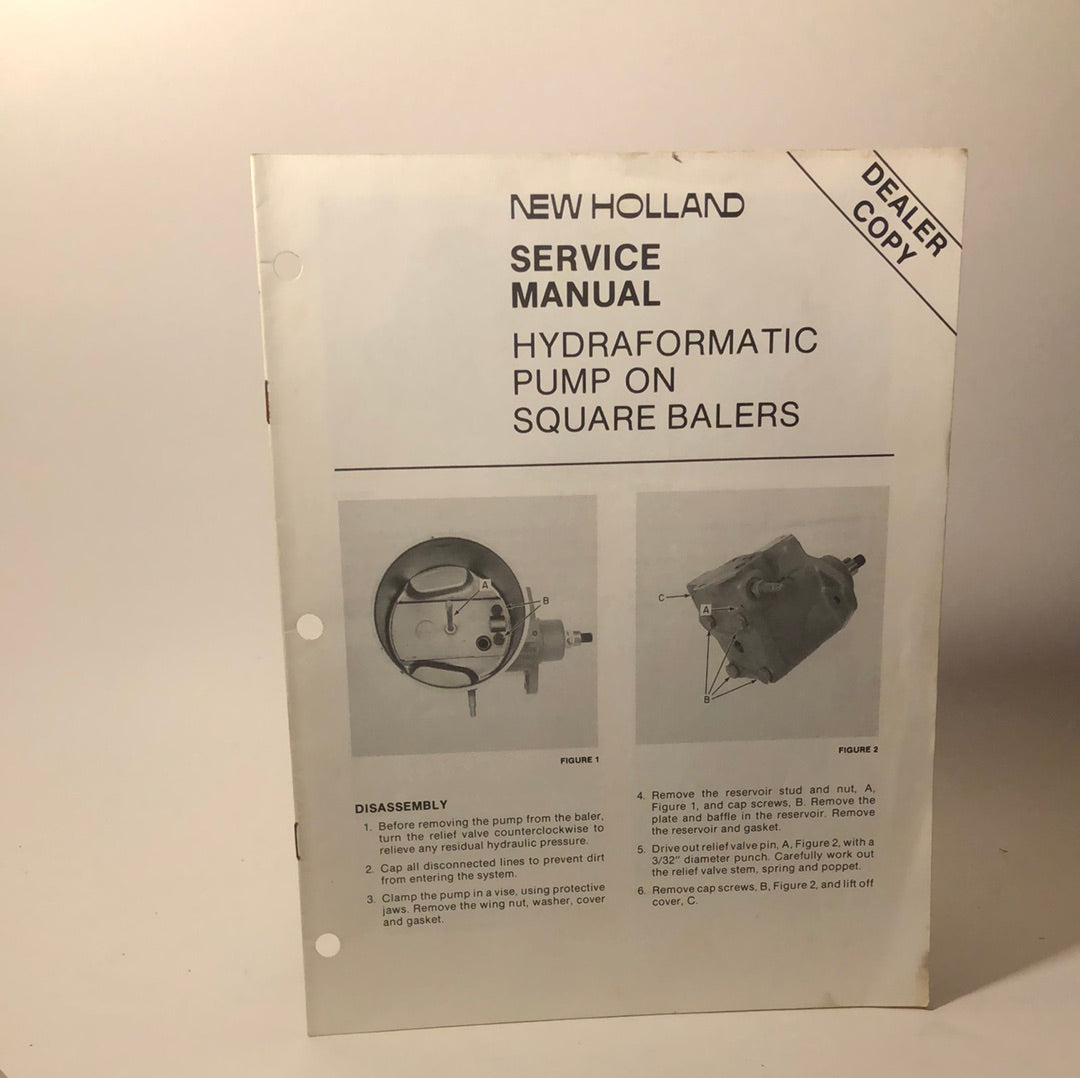 DEALER
COPY
NEW HOLLAND
SERVICE
MANUAL
HYDRAFORMATIC
PUMP ON
SQUARE BALERS
A
B
FIGURE 1
C
A
B
FIGURE 2
DISASSEMBLY
1. Before removing the pump from the baler,
turn the relief valve counterclockwise to
relieve any residual hydraulic pressure.
2. Cap all disconnected lines to prevent dirt
from entering the system.
3. Clamp the pump in a vise, using protective
jaws. Remove the wing nut, washer, cover
and gasket.
4. Remove the reservoir stud and nut, A,
Figure 1, and cap screws, B. Remove the
plate and baffle in the reservoir. Remove
the reservoir and gasket.
5. Drive out relief valve pin, A, Figure 2, with a
3/32" diameter punch. Carefully work out
the relief valve stem, spring and poppet.
6. Remove cap screws, B, Figure 2, and lift off
cover, C.